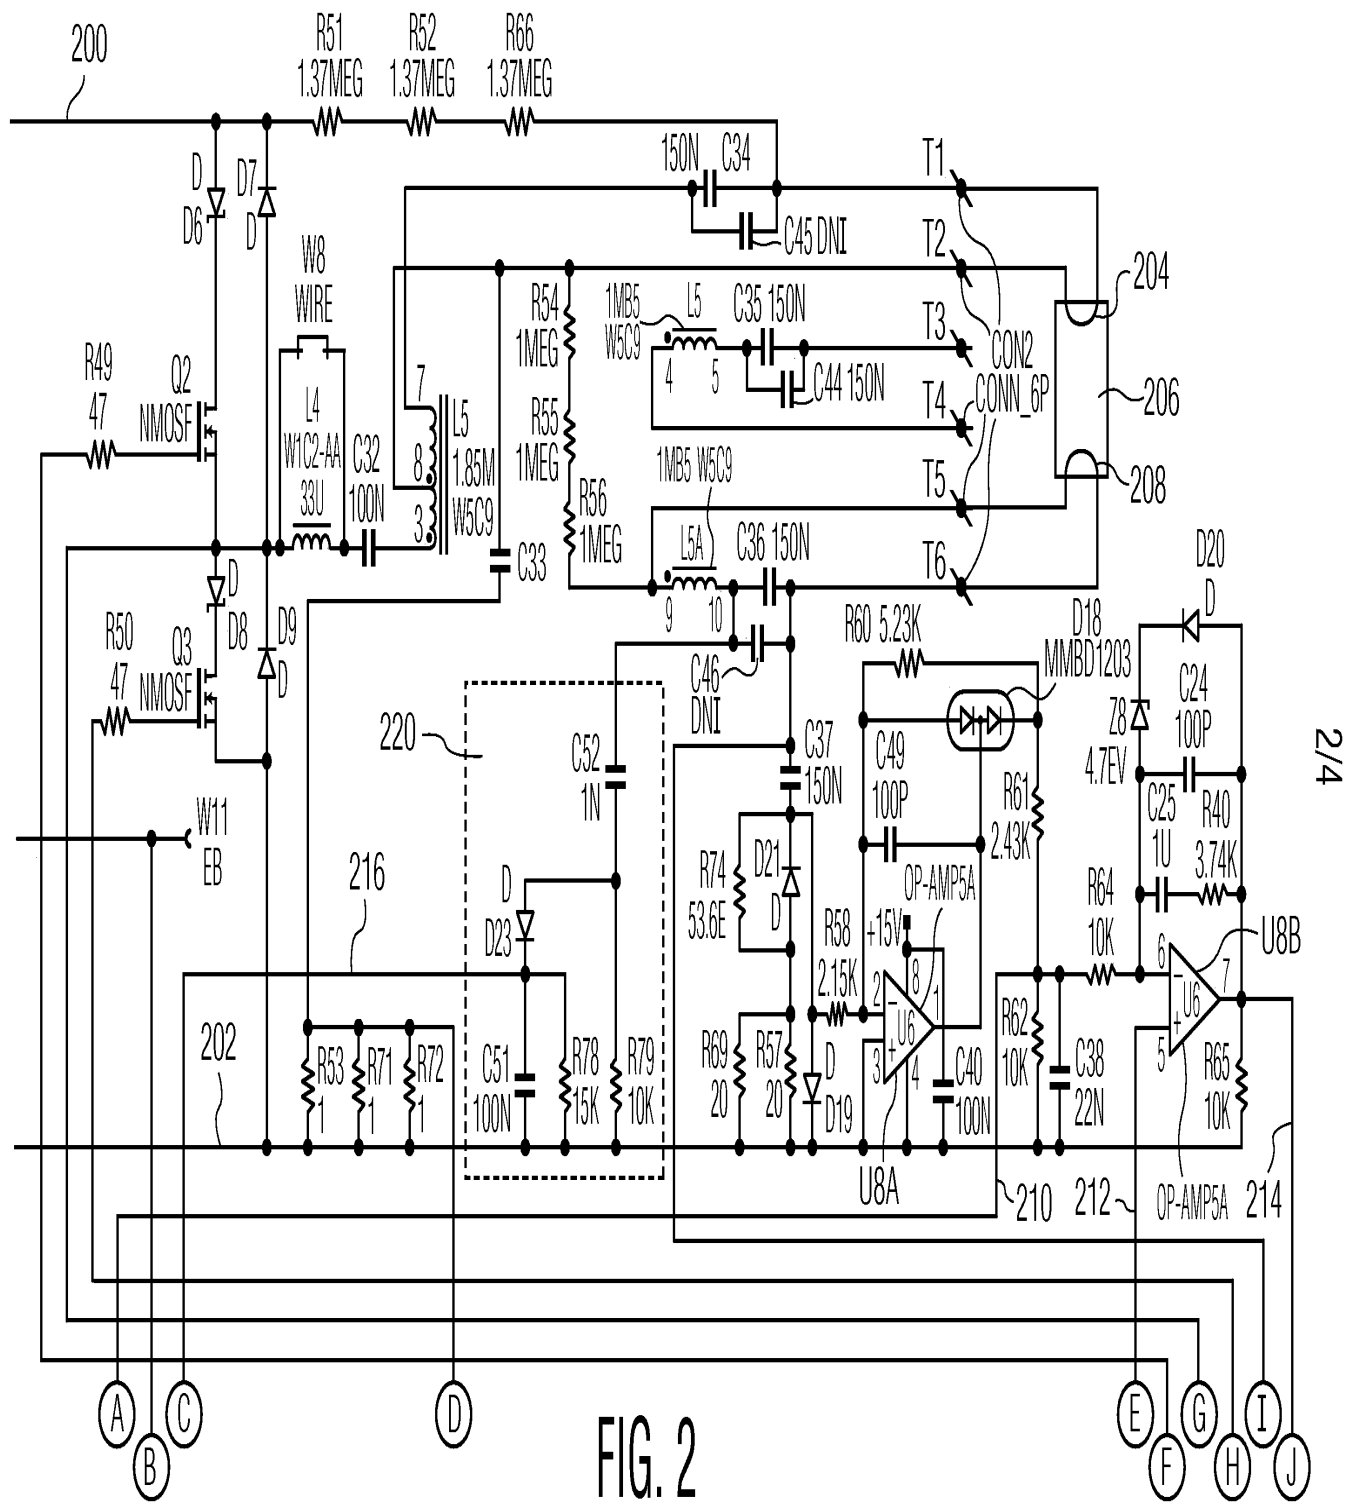 200
R51
1.37MEG
R52
1.37MEG
R66
1.37MEG
D
D6
D7
D
150N
C34
C45 DNI
T1
T2
T3
T4
T5
T6
W8
WIRE
R54
1MEG
1MB5
W5C9
L5
C35 150N
4
5
C44 150N
CON2
CONN_6P
204
206
208
R49
47
Q2
NMOSF
L4
W1C2-AA
33U
C32
100N
7
8
3
L5
1.85M
W5C9
R55
1MEG
1MB5 W5C9
R56
1MEG
L5A
C36 150N
9
10
C33
C46
DNI
D
D8
D9
D
R50
47
Q3
NMOSF
R60 5.23K
D18
MMBD1203
D20
D
220
C52
1N
C37
150N
C49
100P
R61
2.43K
Z8
4.7EV
C24
100P
C25
1U
R40
3.74K
2/4
W11
EB
216
D
D23
R74
53.6E
D21
D
OP-AMP5A
R58
2.15K
+15V
R64
10K
U8B
2
−
8
1
U6
3
+
4
6
−
7
U6
+
5
202
R53
1
R71
1
R72
1
C51
100N
R78
15K
R79
10K
R69
20
R57
20
D
D19
C40
100N
R62
10K
C38
22N
R65
10K
U8A
210
212
OP-AMP5A
214
A
B
C
D
E
F
G
H
I
J
FIG. 2